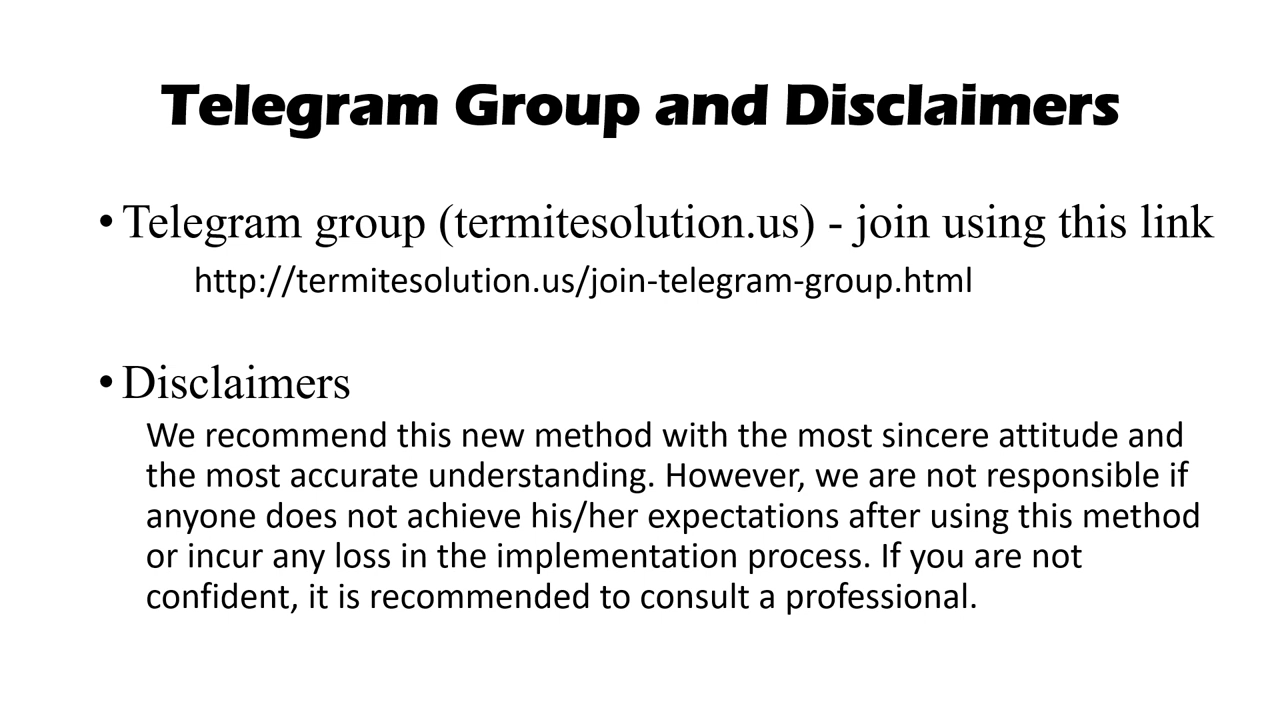 Telegram Group and Disclaimers
• Telegram group (termitesolution.us) - join using this link
http://termitesolution.us/join-telegram-group.html
• Disclaimers
We recommend this new method with the most sincere attitude and
the most accurate understanding. However, we are not responsible if
anyone does not achieve his/her expectations after using this method
or incur any loss in the implementation process. If you are not
confident, it is recommended to consult a professional.